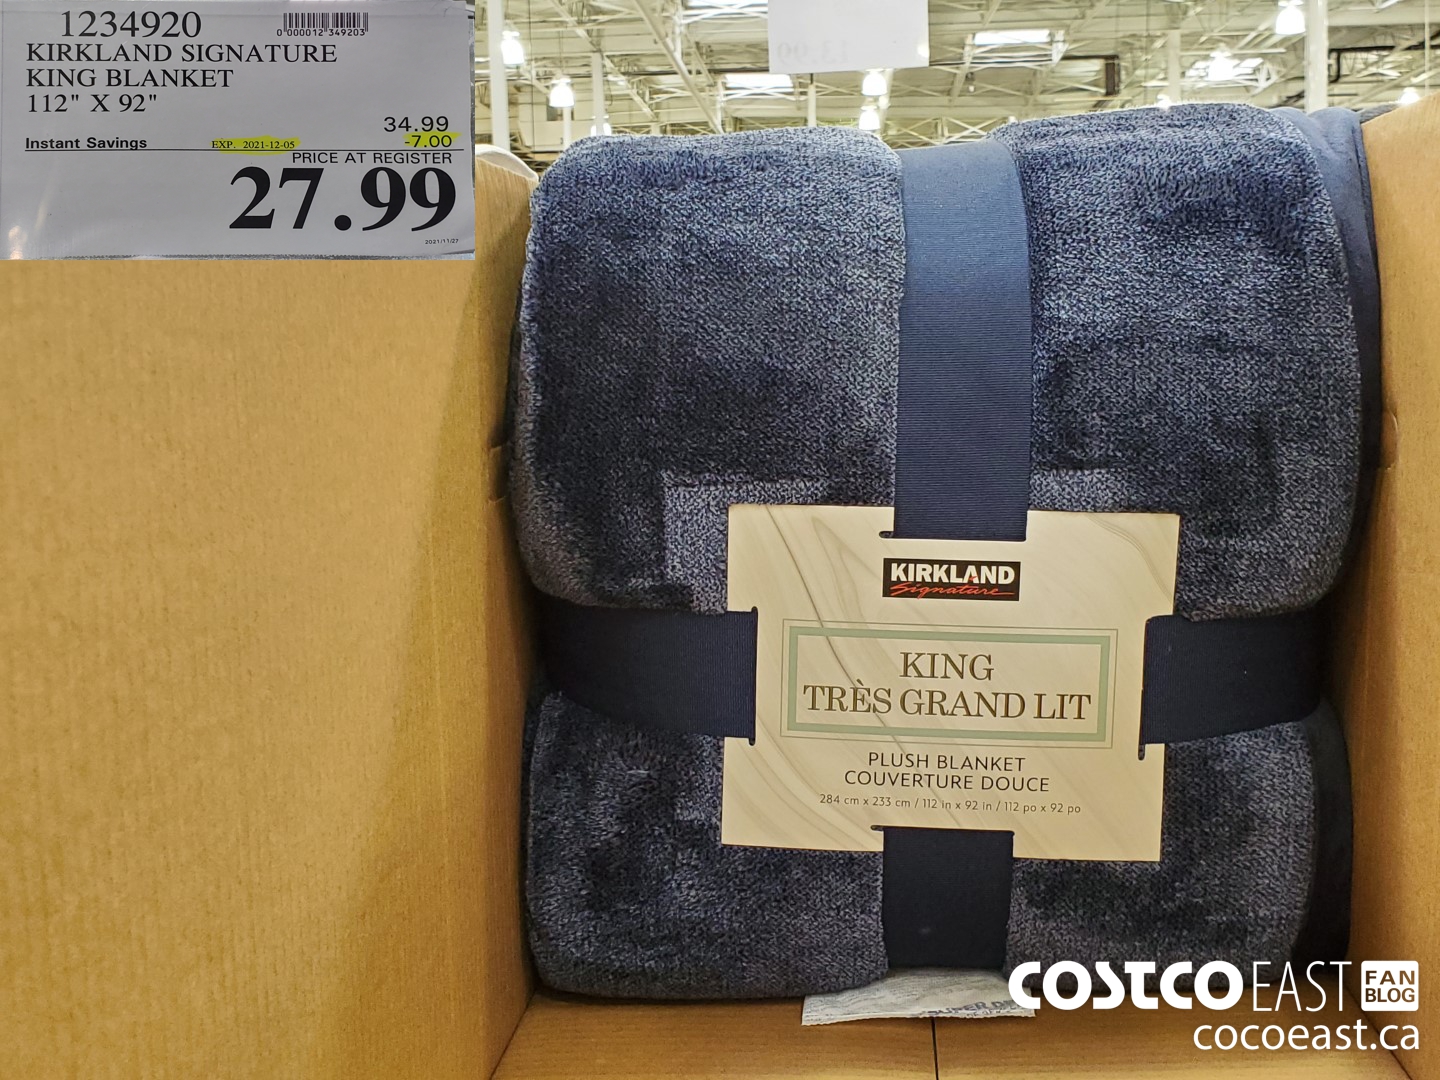 1234920
0 000012 349203
KIRKLAND SIGNATURE
KING BLANKET
112" X 92"
34.99
Instant Savings EXP. 2021-12-05 -7.00
PRICE AT REGISTER
27.99
2021/11/27
KIRKLAND
Signature
KING
TRÈS GRAND LIT
PLUSH BLANKET
COUVERTURE DOUCE
284 cm x 233 cm / 112 in x 92 in / 112 po x 92 po
COSTCO EAST FAN BLOG
cocoeast.ca